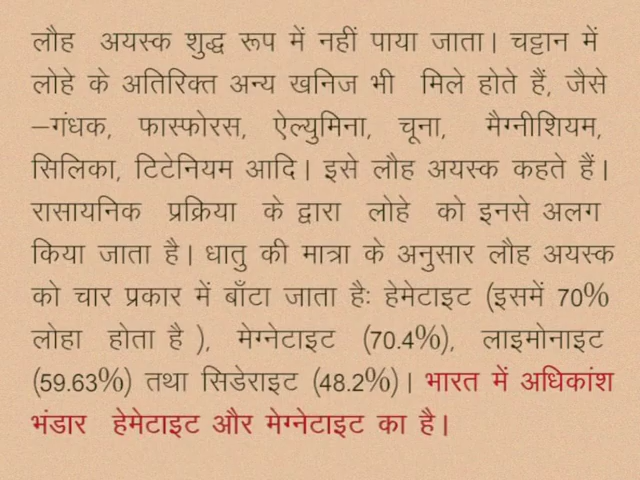 लौह अयस्क शुद्ध रूप में नहीं पाया जाता। चट्टान में
लोहे के अतिरिक्त अन्य खनिज भी मिले होते हैं, जैसे
–गंधक, फास्फोरस, ऐल्युमिना, चूना, मैग्नीशियम,
सिलिका, टिटेनियम आदि। इसे लौह अयस्क कहते हैं।
रासायनिक प्रक्रिया के द्वारा लोहे को इनसे अलग
किया जाता है। धातु की मात्रा के अनुसार लौह अयस्क
को चार प्रकार में बाँटा जाता हैः हेमेटाइट (इसमें 70%
लोहा होता है ), मेग्नेटाइट (70.4%), लाइमोनाइट
(59.63%) तथा सिडेराइट (48.2%)। भारत में अधिकांश
भंडार हेमेटाइट और मेग्नेटाइट का है।